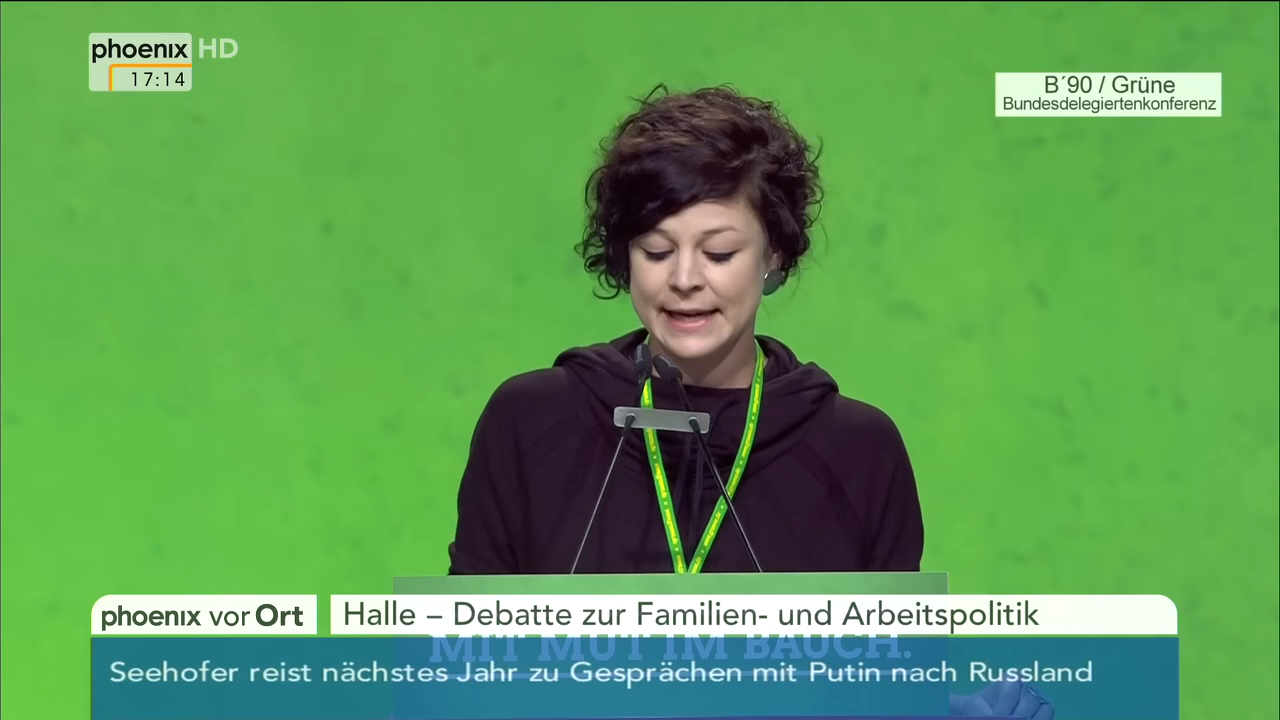 phoenix HD
17:14
B´90 / Grüne
Bundesdelegiertenkonferenz
phoenix vor Ort
Halle – Debatte zur Familien- und Arbeitspolitik
MIT MUT IM BAUCH.
Seehofer reist nächstes Jahr zu Gesprächen mit Putin nach Russland